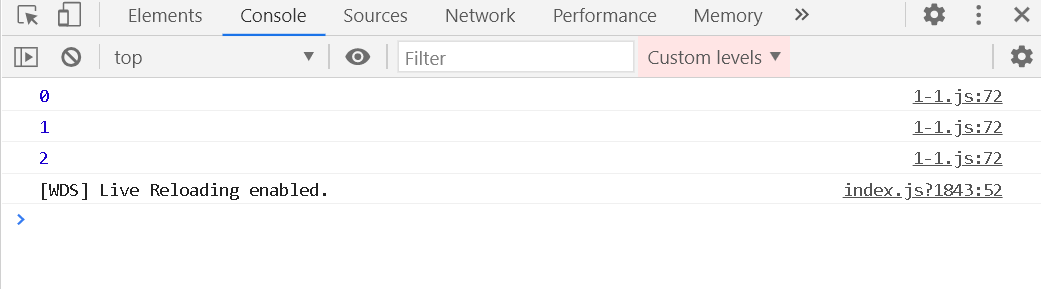 Elements Console Sources Network Performance Memory »
top Filter Custom levels
0 1-1.js:72
1 1-1.js:72
2 1-1.js:72
[WDS] Live Reloading enabled. index.js?1843:52